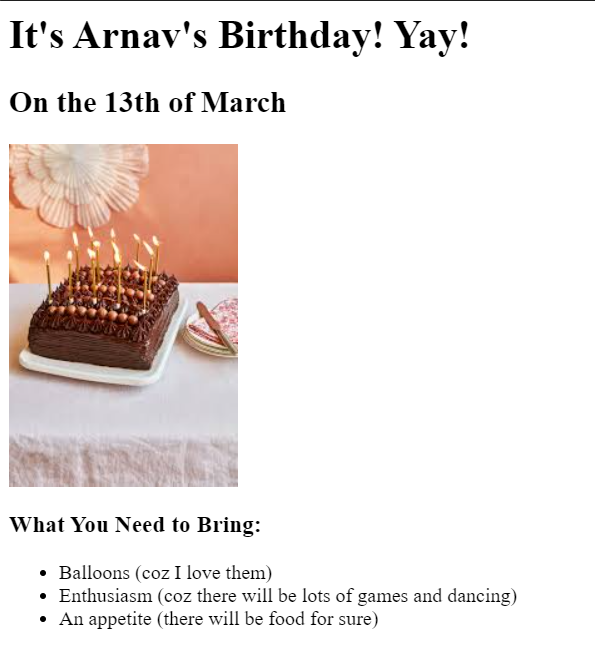 It's Arnav's Birthday! Yay!
On the 13th of March
What You Need to Bring:
Balloons (coz I love them)
Enthusiasm (coz there will be lots of games and dancing)
An appetite (there will be food for sure)